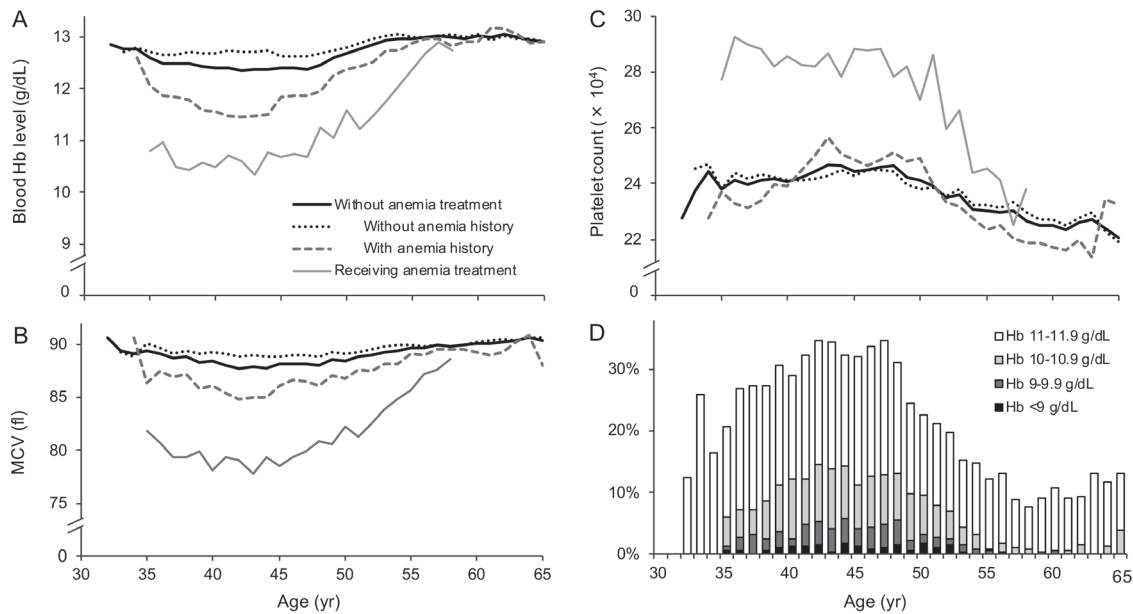 A
13
12
11
10
9
0
Blood Hb level (g/dL)
Without anemia treatment
Without anemia history
With anemia history
Receiving anemia treatment
B
90
85
80
75
0
MCV (fl)
30 35 40 45 50 55 60 65
Age (yr)
C
30
28
26
24
22
0
Platelet count ( × 10⁴)
D
30%
20%
10%
0%
Hb 11-11.9 g/dL
Hb 10-10.9 g/dL
Hb 9-9.9 g/dL
Hb <9 g/dL
30 35 40 45 50 55 60 65
Age (yr)